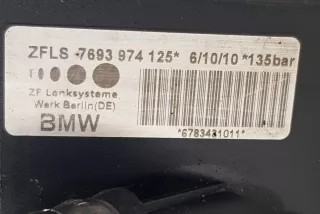 ZFLS -7693 974 125* 6/10/10 *135bar
ZF Lenksysteme
Werk Berlin(DE)
BMW
*6783431011*